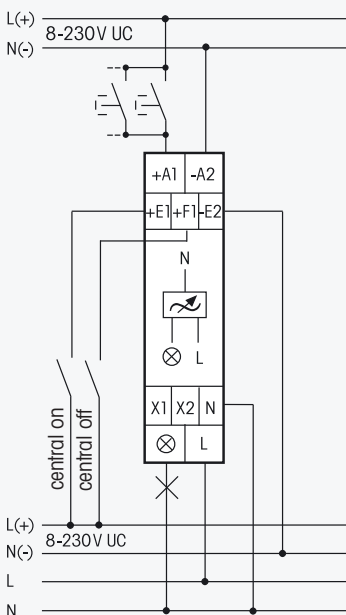 L(+)
8-230V UC
N(-)
+A1 -A2
+E1 +F1 -E2
N
L
central on
central off
X1 X2 N
L
L(+)
8-230V UC
N(-)
L
N